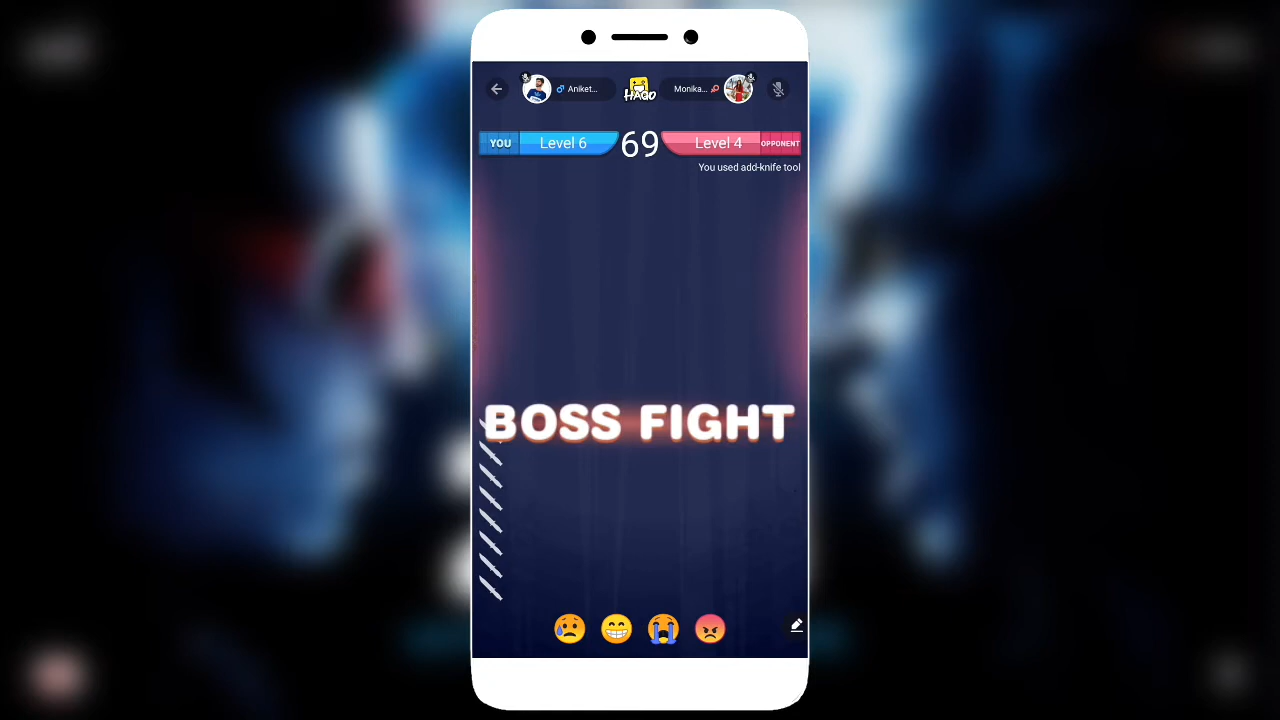 Aniket...
HAGO
Monika...
YOU
Level 6
69
Level 4
OPPONENT
You used add-knife tool
BOSS FIGHT